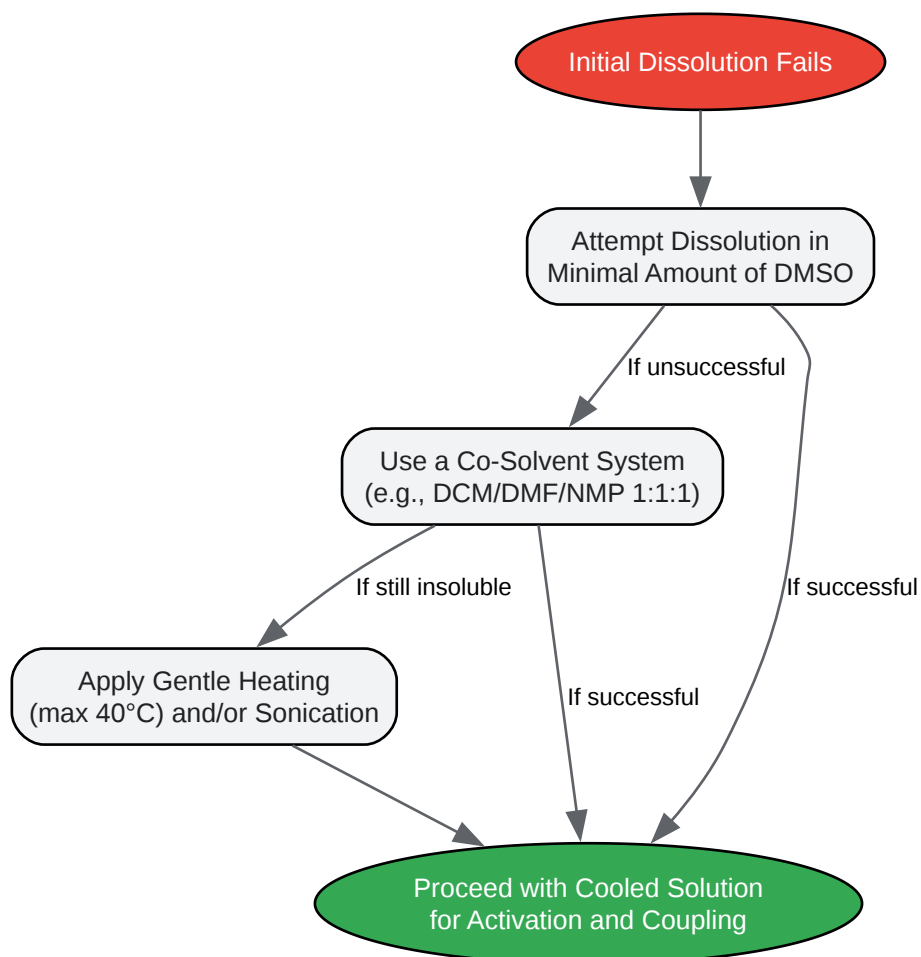 Initial Dissolution Fails
Attempt Dissolution in
Minimal Amount of DMSO
If unsuccessful
Use a Co-Solvent System
(e.g., DCM/DMF/NMP 1:1:1)
If still insoluble
If successful
Apply Gentle Heating
(max 40°C) and/or Sonication
If successful
Proceed with Cooled Solution
for Activation and Coupling